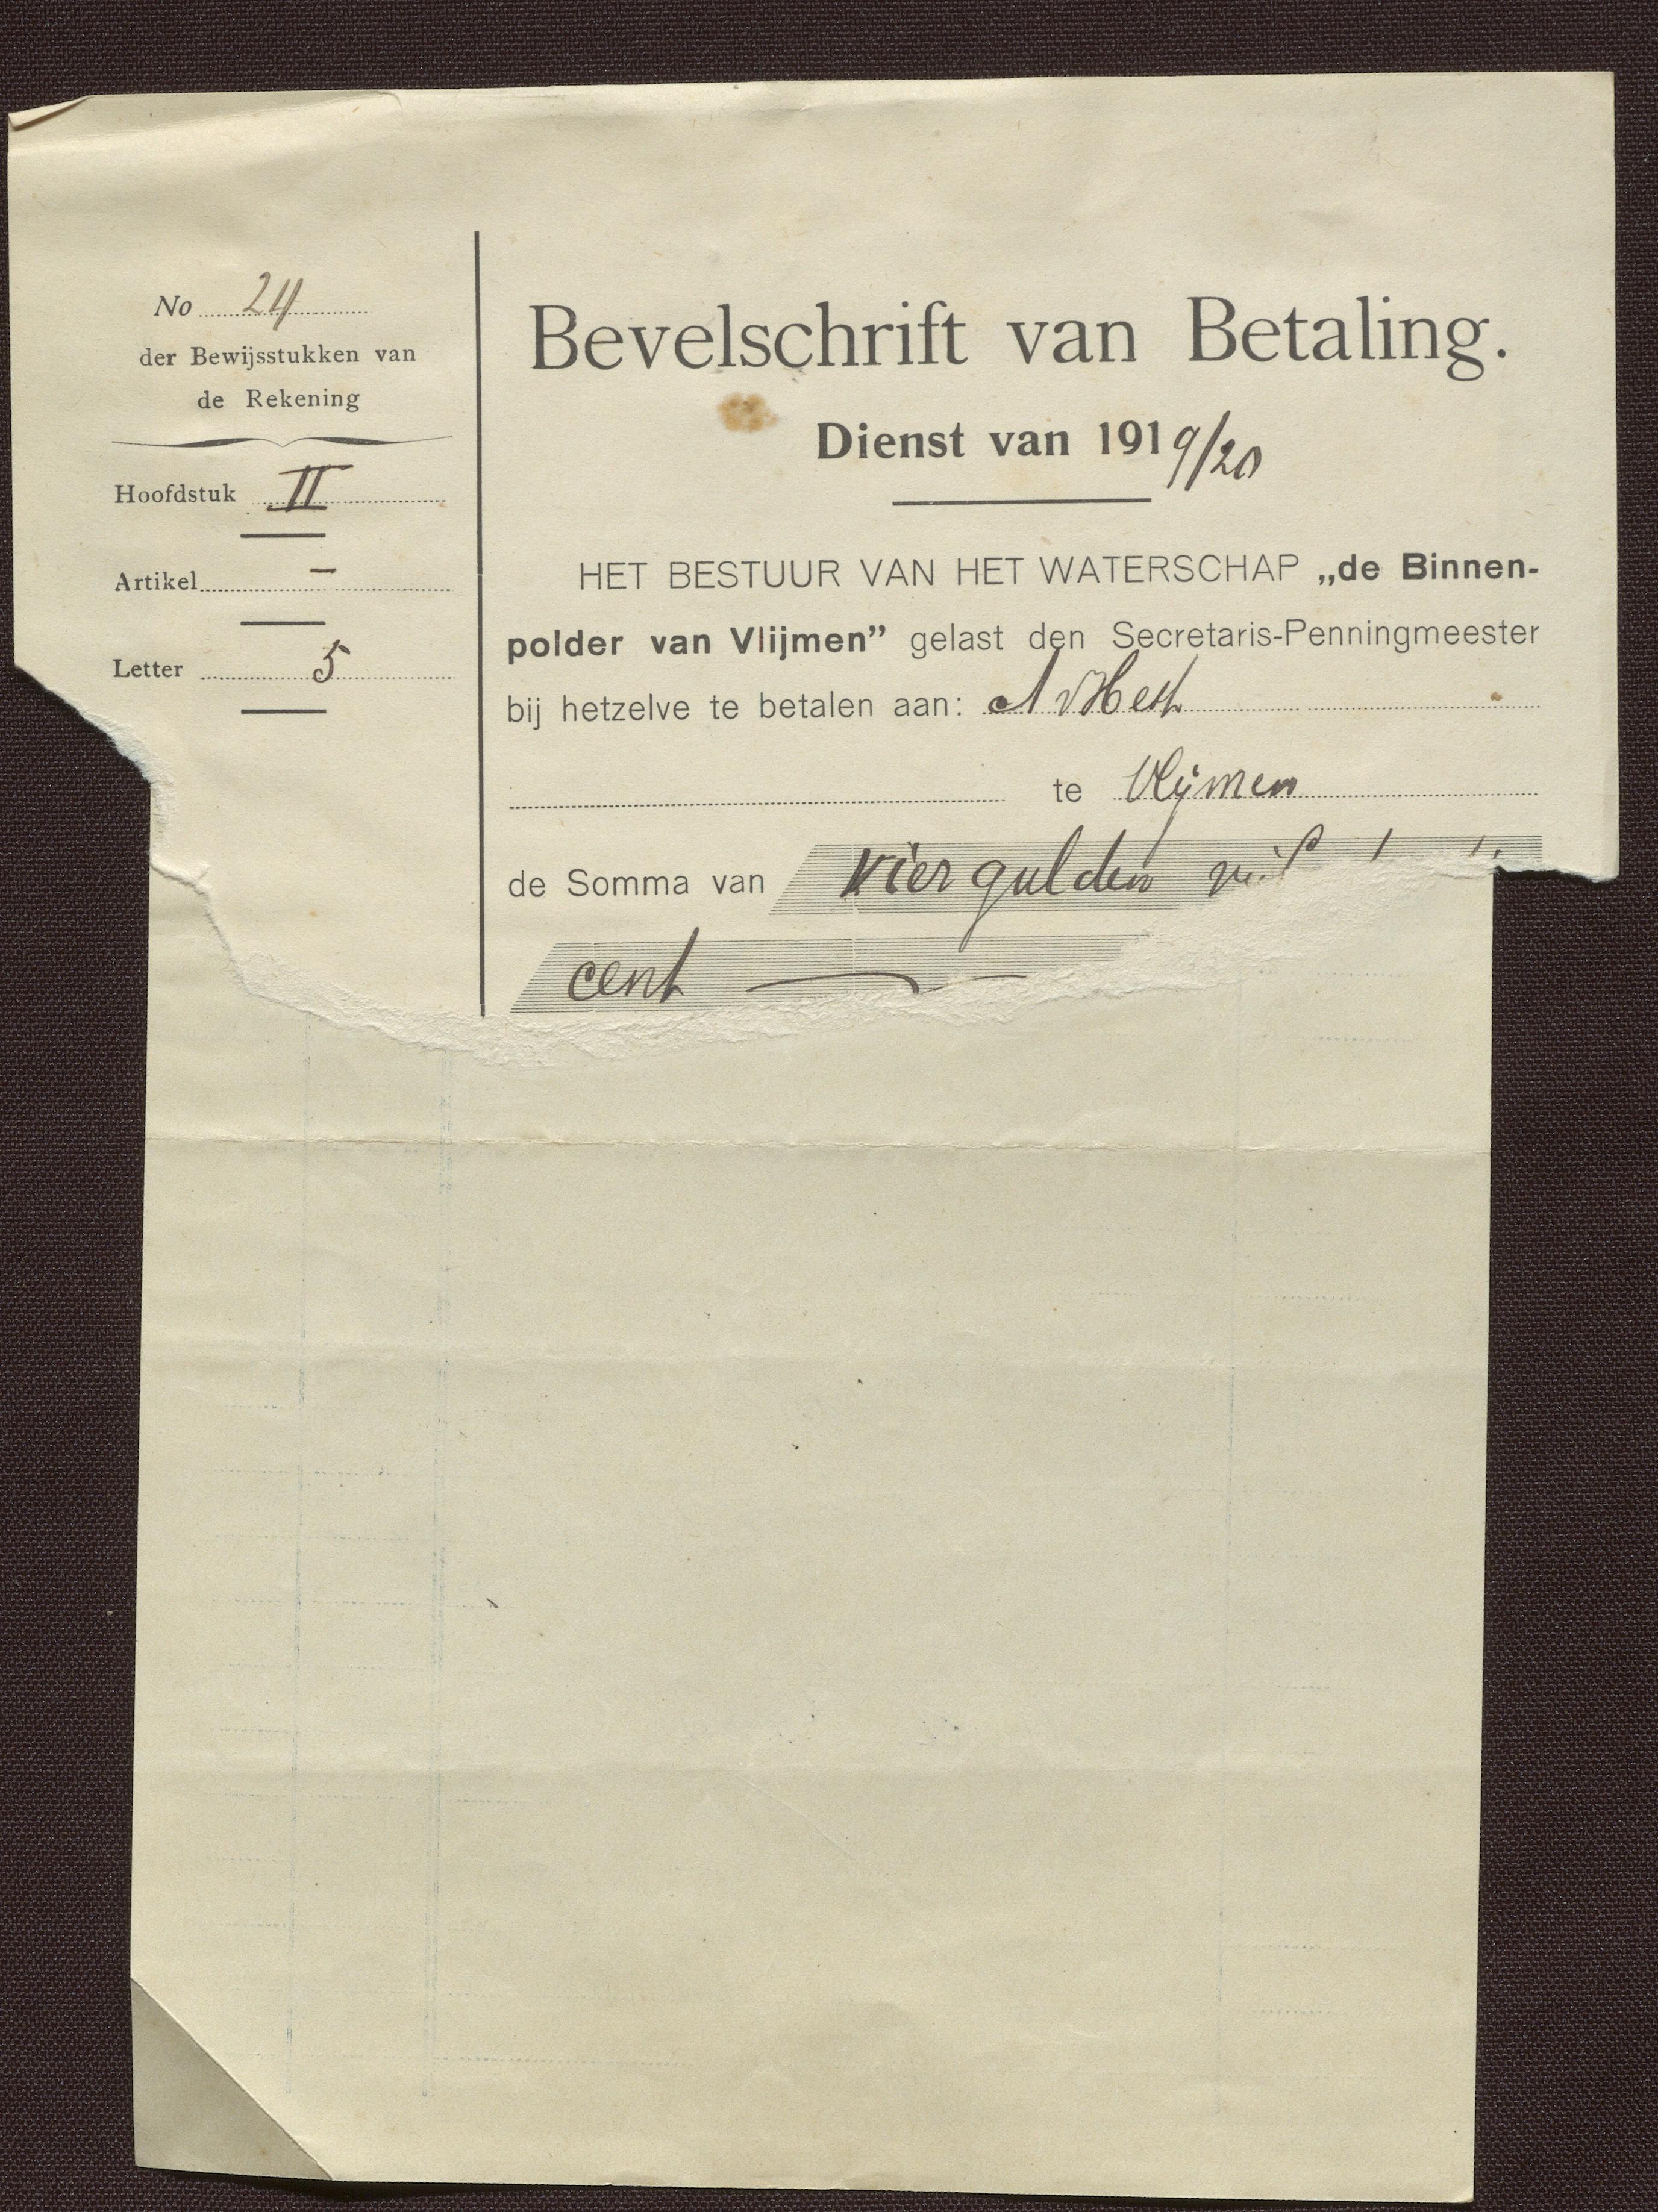 No 24
der Bewijsstukken van
de Rekening
Hoofdstuk II
Artikel –
Letter 5
Bevelschrift van Betaling.
Dienst van 1919/20
HET BESTUUR VAN HET WATERSCHAP „de Binnen-
polder van Vlijmen” gelast den Secretaris-Penningmeester
bij hetzelve te betalen aan: A v Hest
te Vlijmen
de Somma van Vier gulden
cent